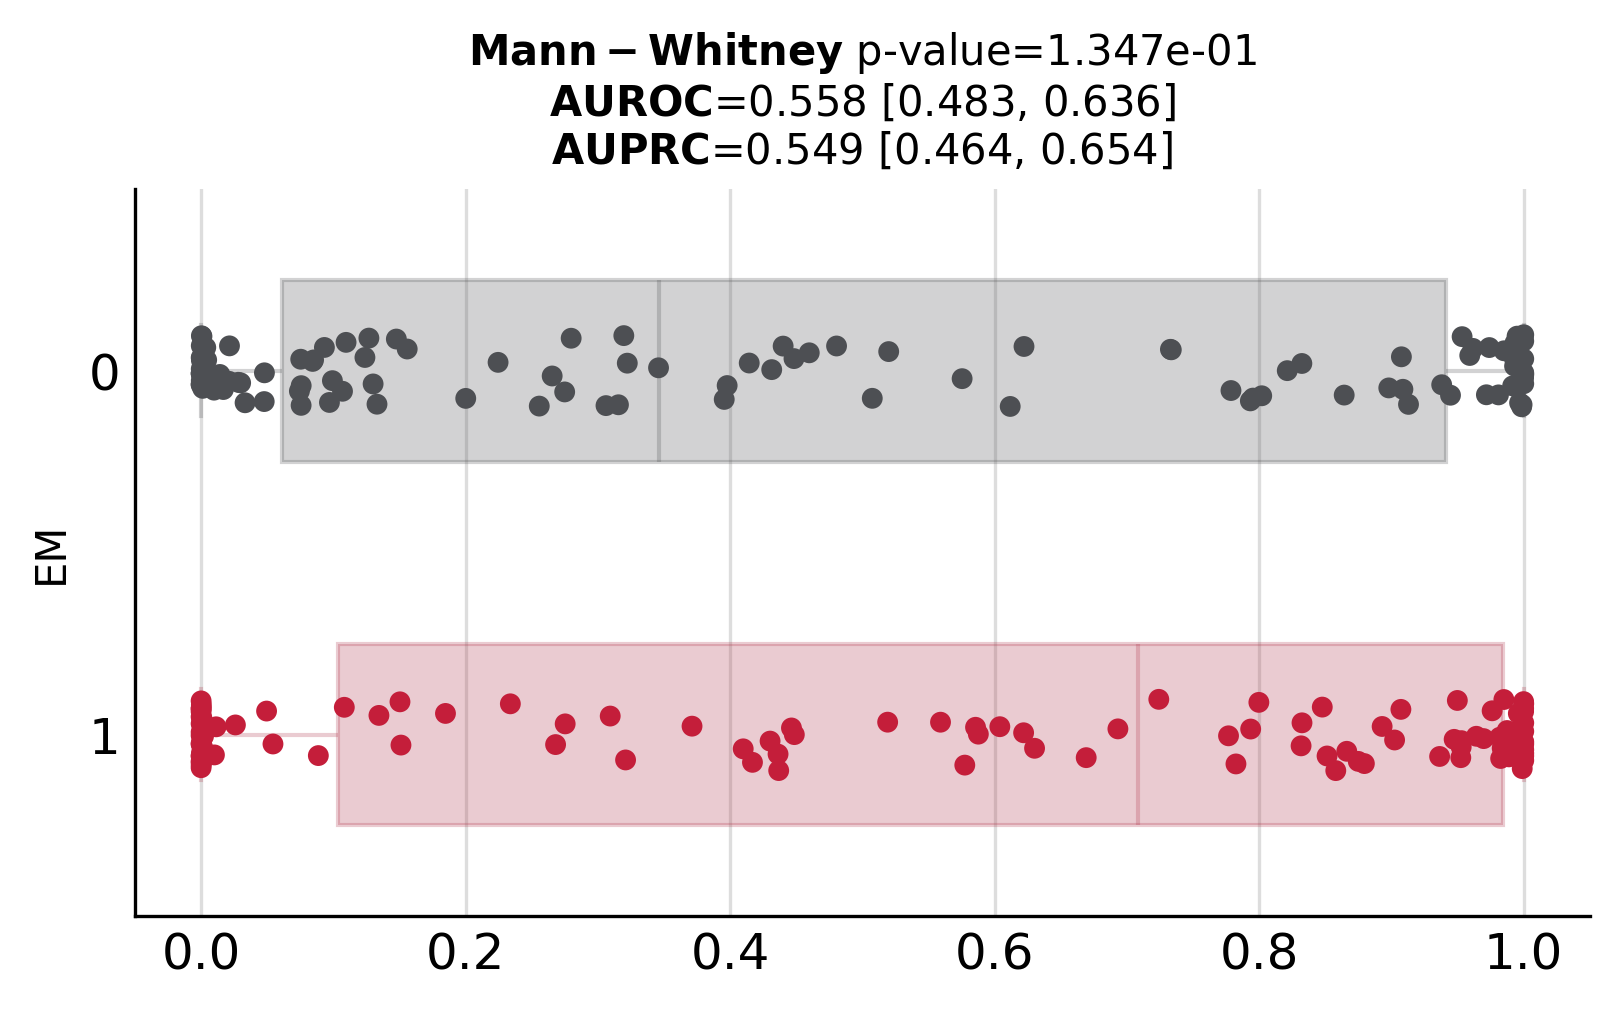 Mann − Whitney p-value=1.347e-01
AUROC=0.558 [0.483, 0.636]
AUPRC=0.549 [0.464, 0.654]
0
EM
1
0.0 0.2 0.4 0.6 0.8 1.0